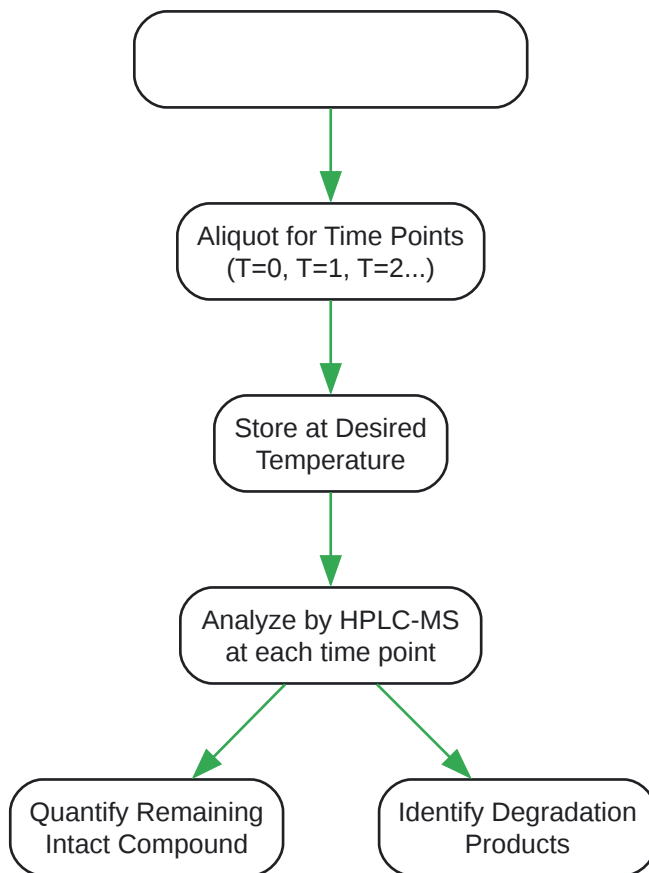 Aliquot for Time Points
(T=0, T=1, T=2...)
Store at Desired
Temperature
Analyze by HPLC-MS
at each time point
Quantify Remaining
Intact Compound
Identify Degradation
Products